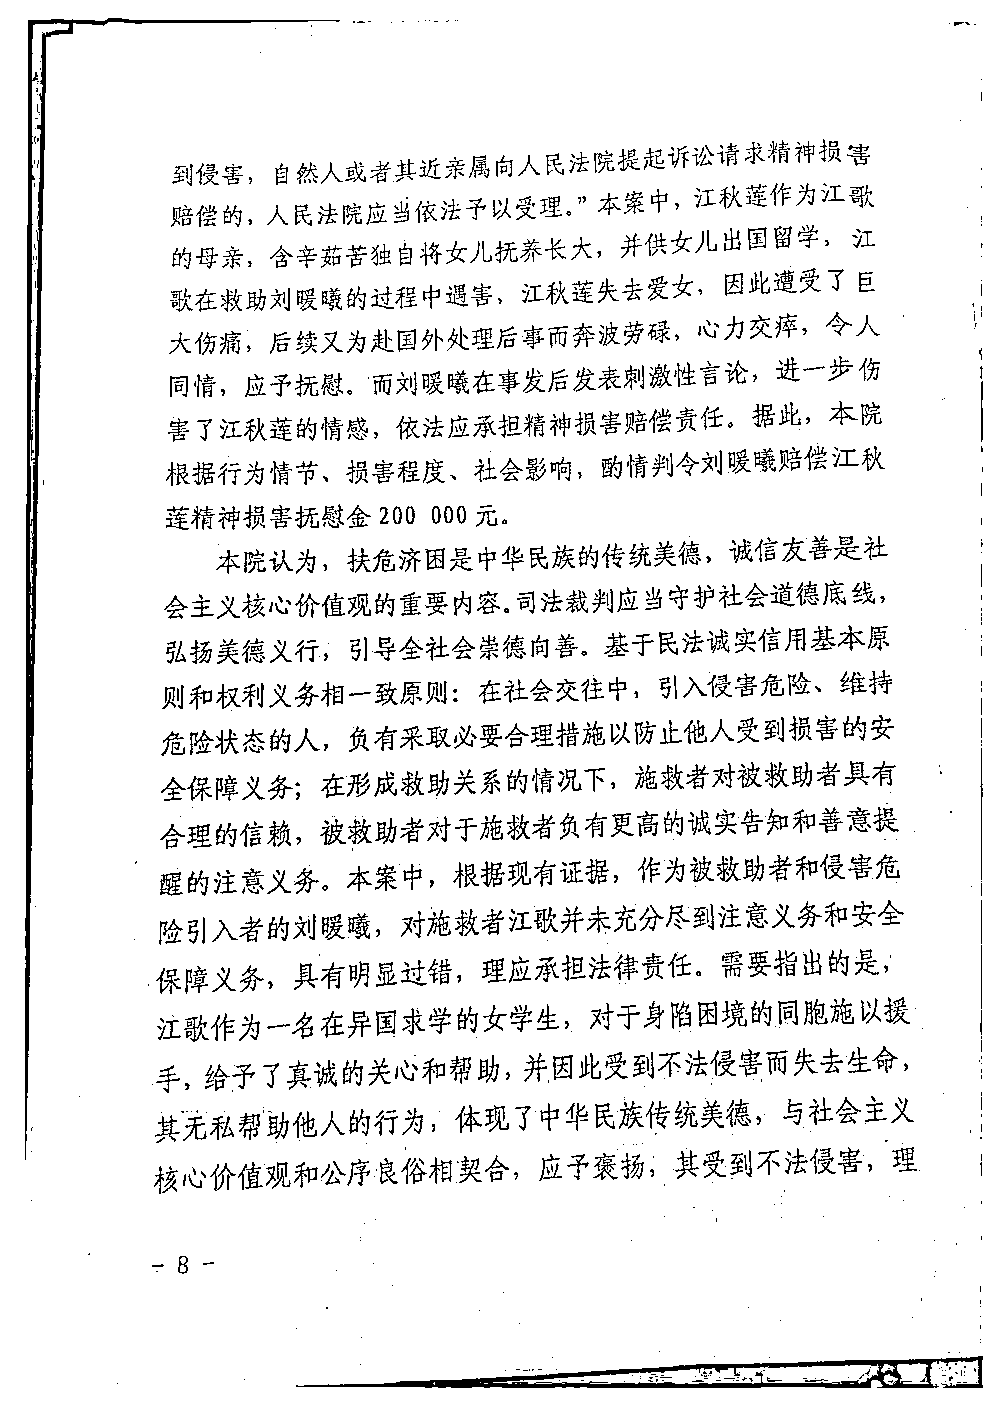 到侵害，自然人或者其近亲属向人民法院提起诉讼请求精神损害
赔偿的，人民法院应当依法予以受理。”本案中，江秋莲作为江歌
的母亲，含辛茹苦独自将女儿抚养长大，并供女儿出国留学，江
歌在救助刘暖曦的过程中遇害，江秋莲失去爱女，因此遭受了巨
大伤痛，后续又为赴国外处理后事而奔波劳碌，心力交瘁，令人
同情，应予抚慰。而刘暖曦在事发后发表刺激性言论，进一步伤
害了江秋莲的情感，依法应承担精神损害赔偿责任。据此，本院
根据行为情节、损害程度、社会影响，酌情判令刘暖曦赔偿江秋
莲精神损害抚慰金200 000元。
本院认为，扶危济困是中华民族的传统美德，诚信友善是社
会主义核心价值观的重要内容。司法裁判应当守护社会道德底线，
弘扬美德义行，引导全社会崇德向善。基于民法诚实信用基本原
则和权利义务相一致原则：在社会交往中，引入侵害危险、维持
危险状态的人，负有采取必要合理措施以防止他人受到损害的安
全保障义务；在形成救助关系的情况下，施救者对被救助者具有
合理的信赖，被救助者对于施救者负有更高的诚实告知和善意提
醒的注意义务。本案中，根据现有证据，作为被救助者和侵害危
险引入者的刘暖曦，对施救者江歌并未充分尽到注意义务和安全
保障义务，具有明显过错，理应承担法律责任。需要指出的是，
江歌作为一名在异国求学的女学生，对于身陷困境的同胞施以援
手，给予了真诚的关心和帮助，并因此受到不法侵害而失去生命，
其无私帮助他人的行为，体现了中华民族传统美德，与社会主义
核心价值观和公序良俗相契合，应予褒扬，其受到不法侵害，理
- 8 -